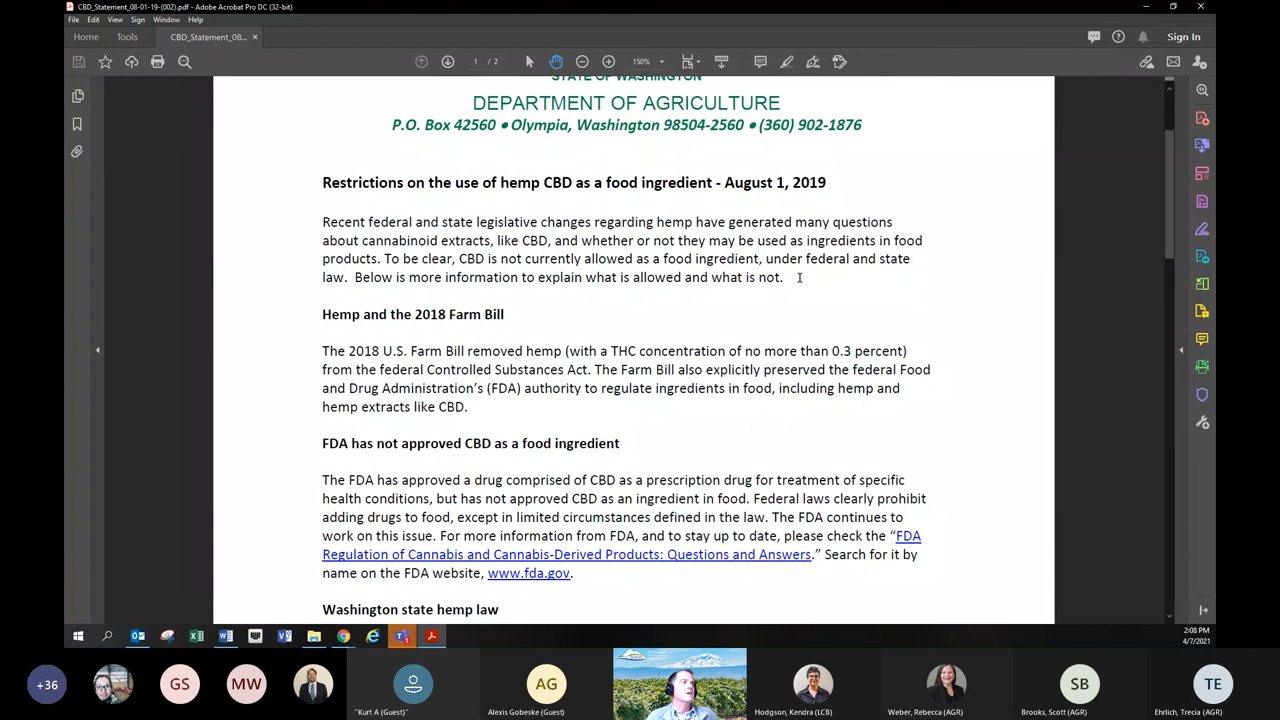 CBD_Statement_08-01-19-(002).pdf - Adobe Acrobat Pro DC (32-bit)
File Edit View Sign Window Help
Home Tools CBD_Statement_08... × Sign In
1 / 2 150%
STATE OF WASHINGTON
DEPARTMENT OF AGRICULTURE
P.O. Box 42560 • Olympia, Washington 98504-2560 • (360) 902-1876
Restrictions on the use of hemp CBD as a food ingredient - August 1, 2019
Recent federal and state legislative changes regarding hemp have generated many questions
about cannabinoid extracts, like CBD, and whether or not they may be used as ingredients in food
products. To be clear, CBD is not currently allowed as a food ingredient, under federal and state
law. Below is more information to explain what is allowed and what is not.
Hemp and the 2018 Farm Bill
The 2018 U.S. Farm Bill removed hemp (with a THC concentration of no more than 0.3 percent)
from the federal Controlled Substances Act. The Farm Bill also explicitly preserved the federal Food
and Drug Administration's (FDA) authority to regulate ingredients in food, including hemp and
hemp extracts like CBD.
FDA has not approved CBD as a food ingredient
The FDA has approved a drug comprised of CBD as a prescription drug for treatment of specific
health conditions, but has not approved CBD as an ingredient in food. Federal laws clearly prohibit
adding drugs to food, except in limited circumstances defined in the law. The FDA continues to
work on this issue. For more information from FDA, and to stay up to date, please check the "FDA
Regulation of Cannabis and Cannabis-Derived Products: Questions and Answers." Search for it by
name on the FDA website, www.fda.gov.
Washington state hemp law
2:08 PM
4/7/2021
+36 GS MW AG SB TE
"Kurt A (Guest)" Alexis Gobeske (Guest) Hodgson, Kendra (LCB) Weber, Rebecca (AGR) Brooks, Scott (AGR) Ehrlich, Trecia (AGR)